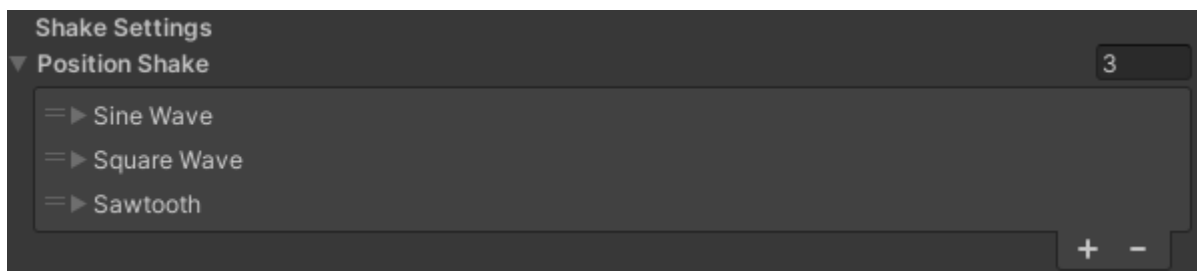 Shake Settings
Position Shake 3
Sine Wave
Square Wave
Sawtooth
+ -